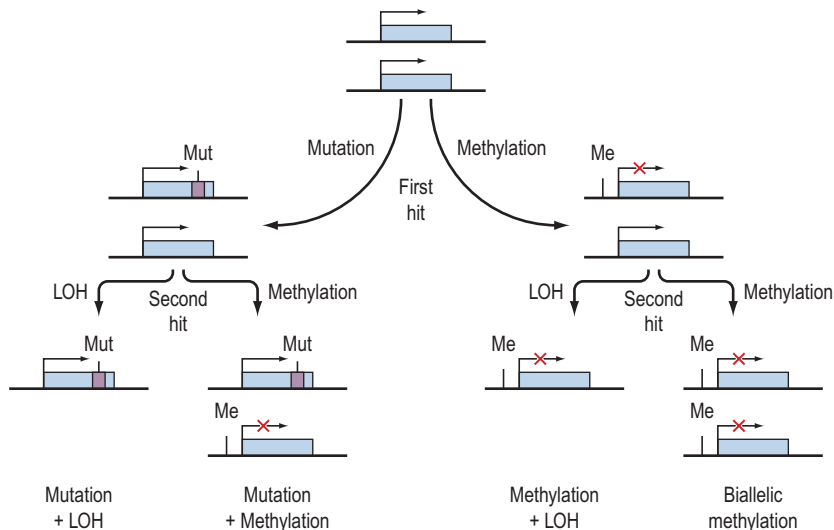 Mutation
Methylation
First
hit
Mut
Me
LOH
Second
hit
Methylation
LOH
Second
hit
Methylation
Mut
Mut
Me
Me
Me
Me
Mutation
+ LOH
Mutation
+ Methylation
Methylation
+ LOH
Biallelic
methylation